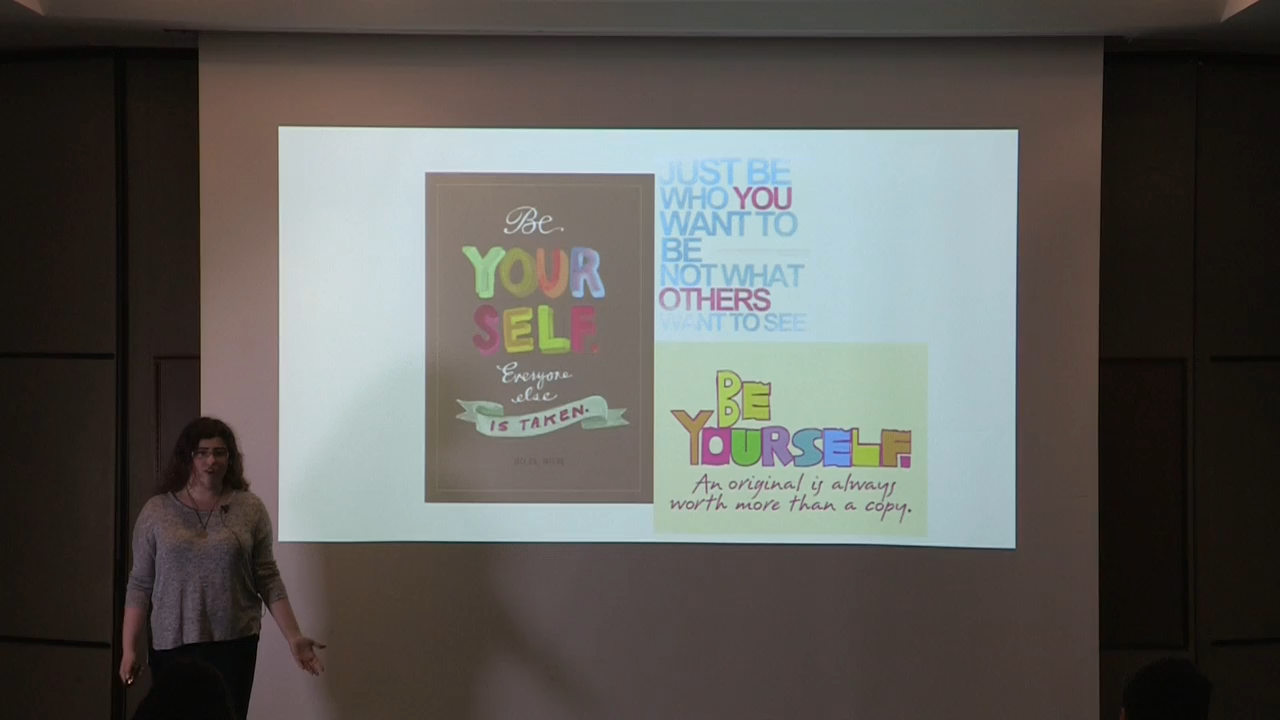 Be
YOUR
SELF.
Everyone
else
IS TAKEN.
JUST BE
WHO YOU
WANT TO
BE
NOT WHAT
OTHERS
WANT TO SEE
BE
YOURSELF.
An original is always
worth more than a copy.